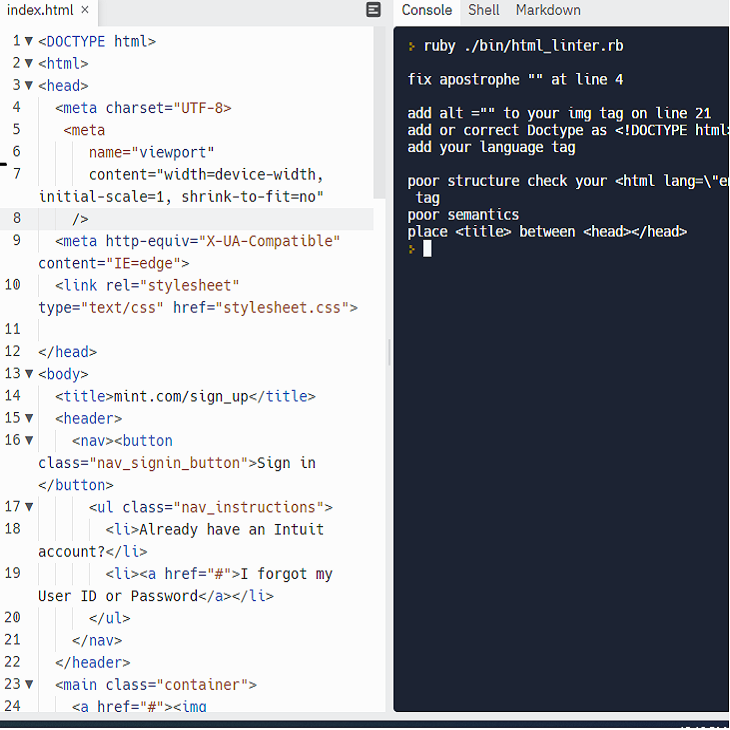 index.html ×
1 <DOCTYPE html>
2 <html>
3 <head>
4 <meta charset="UTF-8>
5 <meta
6 name="viewport"
7 content="width=device-width,
initial-scale=1, shrink-to-fit=no"
8 />
9 <meta http-equiv="X-UA-Compatible"
content="IE=edge">
10 <link rel="stylesheet"
type="text/css" href="stylesheet.css">
11
12 </head>
13 <body>
14 <title>mint.com/sign_up</title>
15 <header>
16 <nav><button
class="nav_signin_button">Sign in
</button>
17 <ul class="nav_instructions">
18 <li>Already have an Intuit
account?</li>
19 <li><a href="#">I forgot my
User ID or Password</a></li>
20 </ul>
21 </nav>
22 </header>
23 <main class="container">
24 <a href="#"><img
Console Shell Markdown
> ruby ./bin/html_linter.rb
fix apostrophe "" at line 4
add alt ="" to your img tag on line 21
add or correct Doctype as <!DOCTYPE html>
add your language tag
poor structure check your <html lang=\"en
tag
poor semantics
place <title> between <head></head>
>